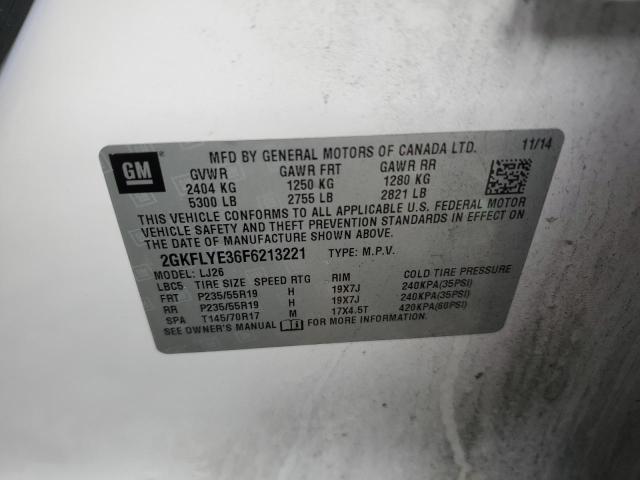 GM
MFD BY GENERAL MOTORS OF CANADA LTD. 11/14
GVWR GAWR FRT GAWR RR
2404 KG 1250 KG 1280 KG
5300 LB 2755 LB 2821 LB
THIS VEHICLE CONFORMS TO ALL APPLICABLE U.S. FEDERAL MOTOR
VEHICLE SAFETY AND THEFT PREVENTION STANDARDS IN EFFECT ON
THE DATE OF MANUFACTURE SHOWN ABOVE.
2GKFLYE36F6213221 TYPE: M.P.V.
MODEL: LJ26
LBC5 TIRE SIZE SPEED RTG RIM COLD TIRE PRESSURE
FRT P235/55R19 H 19X7J 240KPA(35PSI)
RR P235/55R19 H 19X7J 240KPA(35PSI)
SPA T145/70R17 M 17X4.5T 420KPA(60PSI)
SEE OWNER'S MANUAL FOR MORE INFORMATION.